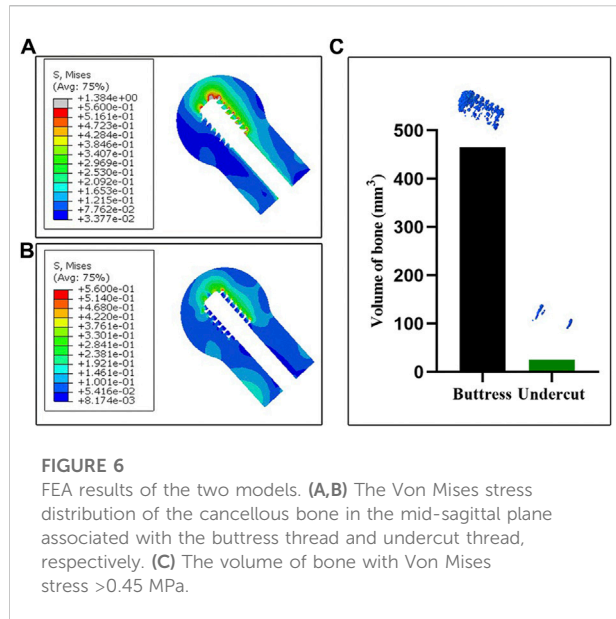 A
S, Mises
(Avg: 75%)
+1.384e+00
+5.600e-01
+5.161e-01
+4.723e-01
+4.284e-01
+3.846e-01
+3.407e-01
+2.969e-01
+2.530e-01
+2.092e-01
+1.653e-01
+1.215e-01
+7.762e-02
+3.377e-02
B
S, Mises
(Avg: 75%)
+5.600e-01
+5.140e-01
+4.680e-01
+4.220e-01
+3.761e-01
+3.301e-01
+2.841e-01
+2.381e-01
+1.921e-01
+1.461e-01
+1.001e-01
+5.416e-02
+8.174e-03
C
Volume of bone (mm³)
500
400
300
200
100
0
Buttress Undercut
FIGURE 6
FEA results of the two models. (A,B) The Von Mises stress
distribution of the cancellous bone in the mid-sagittal plane
associated with the buttress thread and undercut thread,
respectively. (C) The volume of bone with Von Mises
stress >0.45 MPa.